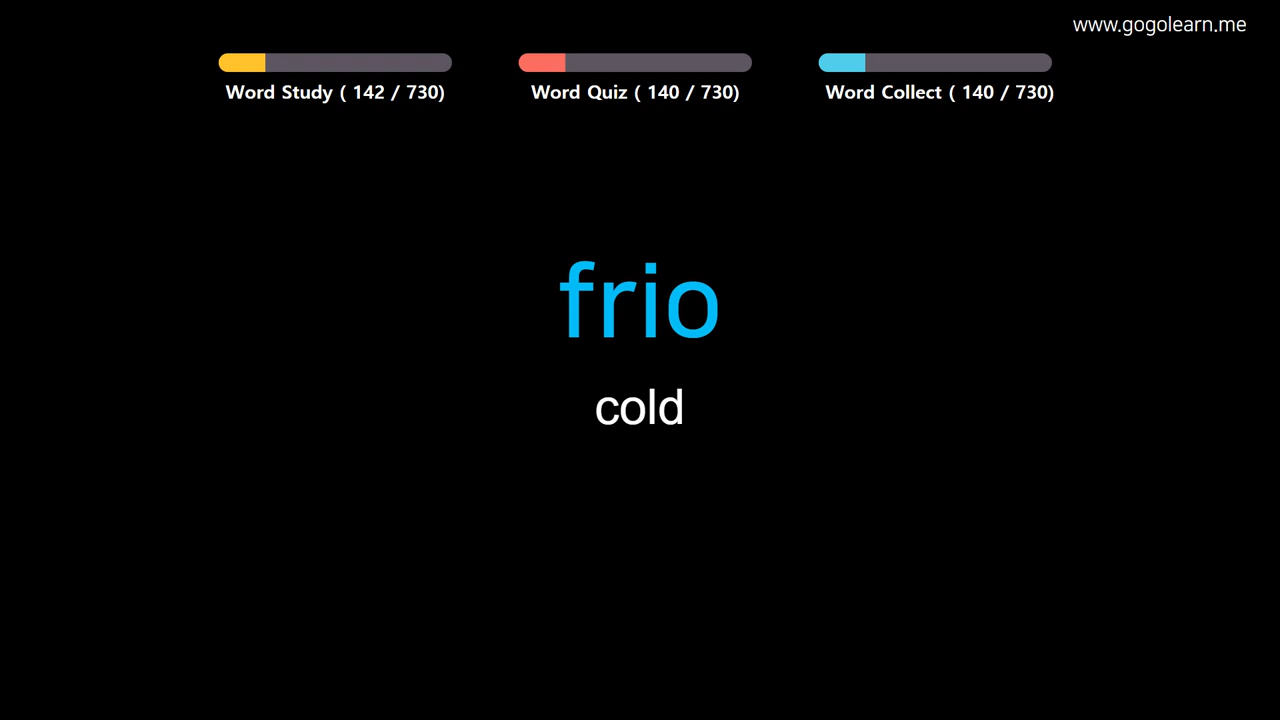 www.gogolearn.me
Word Study ( 142 / 730)
Word Quiz ( 140 / 730)
Word Collect ( 140 / 730)
frio
cold